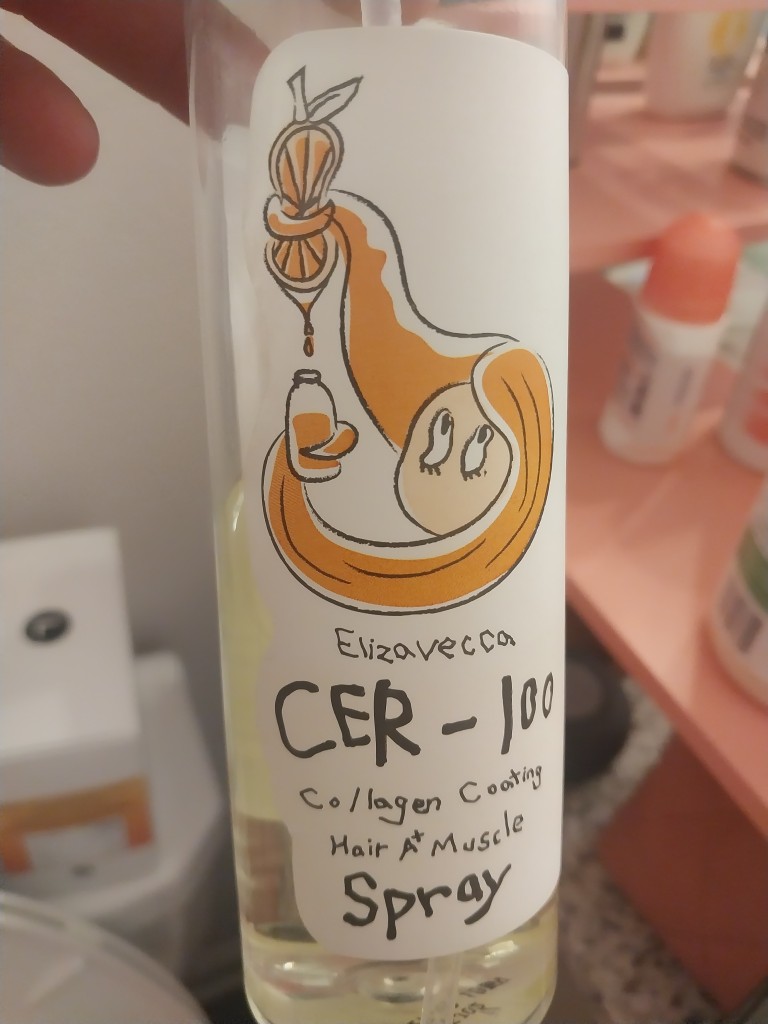 Elizavecca
CER-100
Collagen Coating
Hair A+ Muscle
Spray